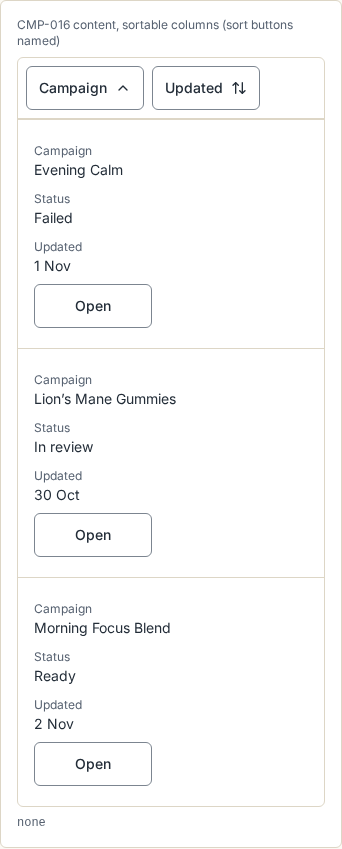 CMP-016 content, sortable columns (sort buttons
named)
Campaign Updated
Campaign
Evening Calm
Status
Failed
Updated
1 Nov
Open
Campaign
Lion’s Mane Gummies
Status
In review
Updated
30 Oct
Open
Campaign
Morning Focus Blend
Status
Ready
Updated
2 Nov
Open
none